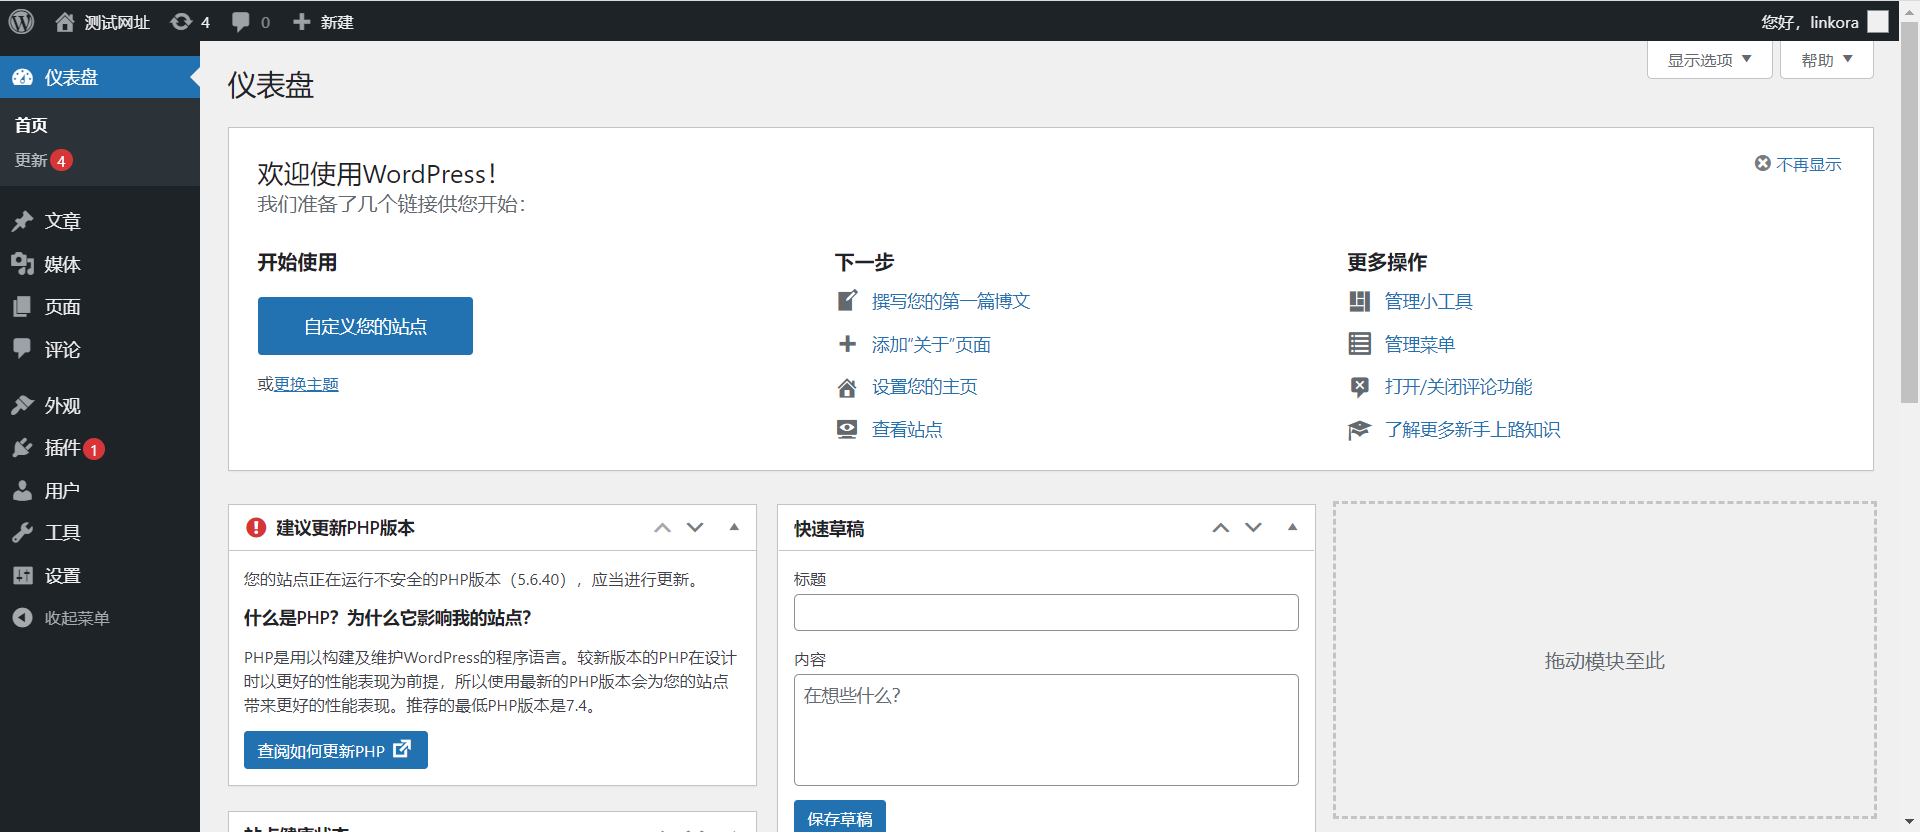 测试网址
4
0
新建
您好，linkora
仪表盘
首页
更新 4
文章
媒体
页面
评论
外观
插件 1
用户
工具
设置
收起菜单
显示选项
帮助
仪表盘
欢迎使用WordPress！
我们准备了几个链接供您开始：
不再显示
开始使用
自定义您的站点
或更换主题
下一步
撰写您的第一篇博文
添加“关于”页面
设置您的主页
查看站点
更多操作
管理小工具
管理菜单
打开/关闭评论功能
了解更多新手上路知识
建议更新PHP版本
您的站点正在运行不安全的PHP版本（5.6.40），应当进行更新。
什么是PHP？为什么它影响我的站点？
PHP是用以构建及维护WordPress的程序语言。较新版本的PHP在设计
时以更好的性能表现为前提，所以使用最新的PHP版本会为您的站点
带来更好的性能表现。推荐的最低PHP版本是7.4。
查阅如何更新PHP
站点健康状态
快速草稿
标题
内容
在想些什么？
保存草稿
拖动模块至此